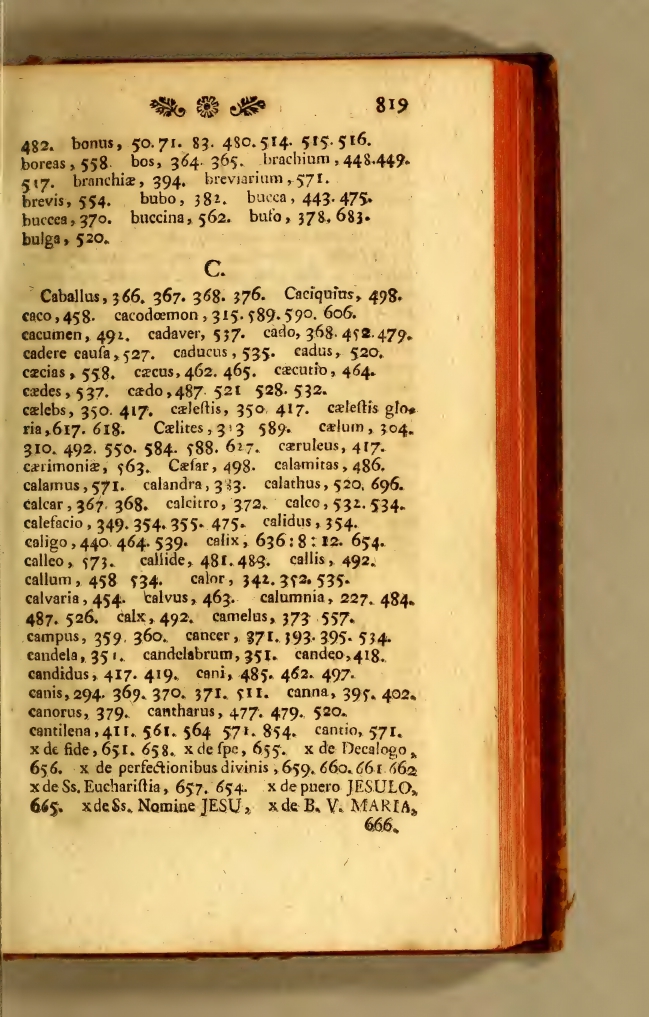 819
482. bonus, 50. 71. 83. 480. 514. 515. 516.
boreas, 558. bos, 364. 365. brachium, 448. 449.
517. branchiæ, 394. breviarium, 571.
brevis, 554. bubo, 382. bucca, 443. 475.
buccea, 370. buccina, 562. bufo, 378. 683.
bulga, 520.
C.
Caballus, 366. 367. 368. 376. Caciquius, 498.
caco, 458. cacodœmon, 315. 589. 590. 606.
cacumen, 492. cadaver, 537. cado, 368. 452. 479.
cadere cauſa, 527. caducus, 535. cadus, 520.
cæcias, 558. cæcus, 462. 465. cæcutio, 464.
cædes, 537. cædo, 487. 521 528. 532.
cælebs, 350. 417. cæleſtis, 350. 417. cæleſtis glo-
ria, 617. 618. Cælites, 313 589. cælum, 304.
310. 492. 550. 584. 588. 627. cæruleus, 417.
cærimoniæ, 563. Cæſar, 498. calamitas, 486.
calamus, 571. calandra, 383. calathus, 520. 696.
calcar, 367. 368. calcitro, 372. calco, 532. 534.
calefacio, 349. 354. 355. 475. calidus, 354.
caligo, 440. 464. 539. calix, 636: 8: 12. 654.
calleo, 573. callide, 481. 483. callis, 492.
callum, 458 534. calor, 342. 352. 535.
calvaria, 454. calvus, 463. calumnia, 227. 484.
487. 526. calx, 492. camelus, 373 557.
campus, 359. 360. cancer, 371. 393. 395. 534.
candela, 351. candelabrum, 351. candeo, 418.
candidus, 417. 419. cani, 485. 462. 497.
canis, 294. 369. 370. 371. 511. canna, 395. 402.
canorus, 379. cantharus, 477. 479. 520.
cantilena, 411. 561. 564 571. 854. cantio, 571.
x de fide, 651. 658. x de ſpe, 655. x de Decalogo,
656. x de perfectionibus divinis, 659. 660. 661. 662
x de Ss. Euchariſtia, 657. 654. x de puero JESULO,
665. x de Ss. Nomine JESU, x de B. V. MARIA,
666.